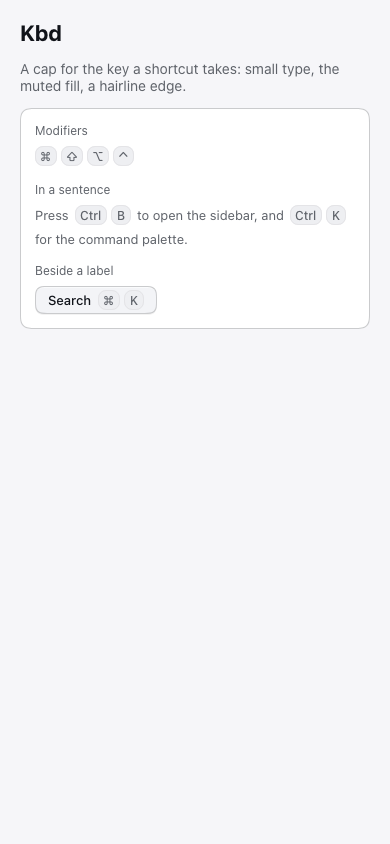 Kbd
A cap for the key a shortcut takes: small type, the
muted fill, a hairline edge.
Modifiers
⌘ ⇧ ⌥ ^
In a sentence
Press Ctrl B to open the sidebar, and Ctrl K
for the command palette.
Beside a label
Search ⌘ K